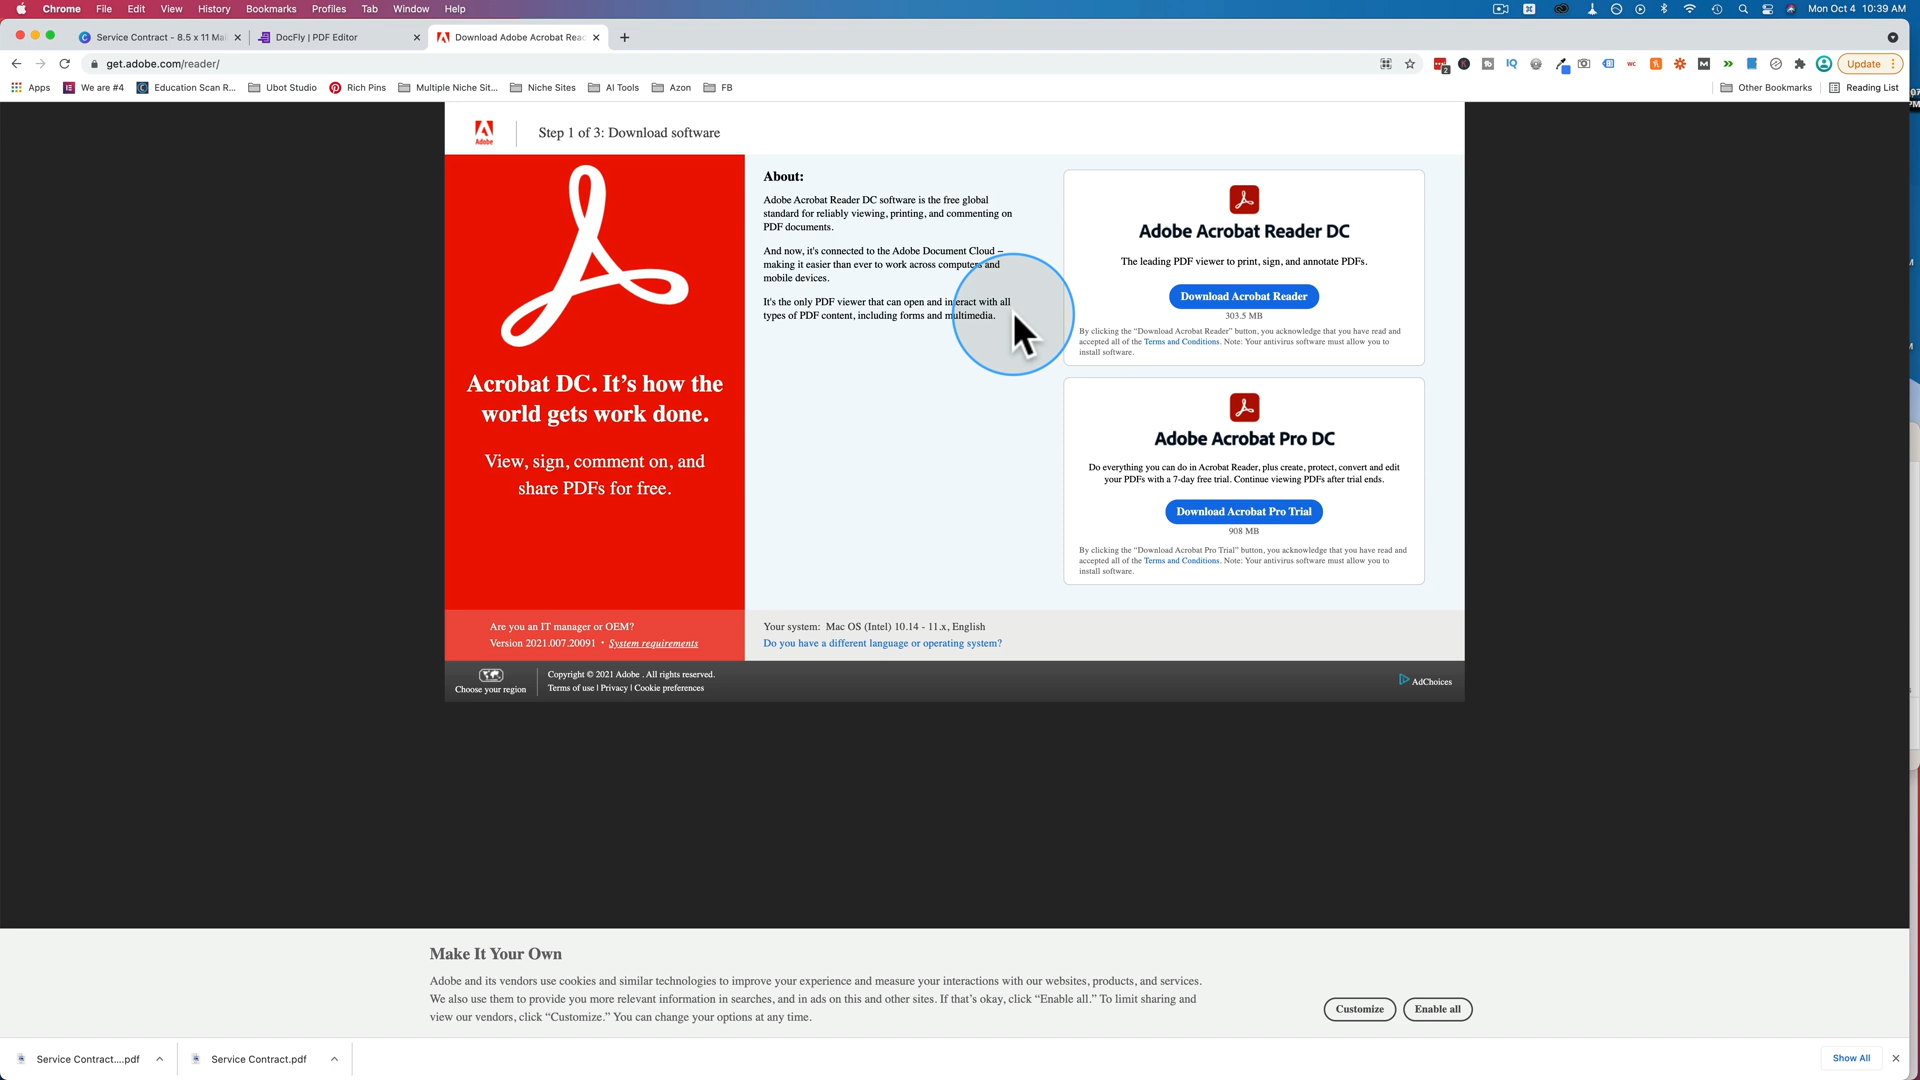 Chrome File Edit View History Bookmarks Profiles Tab Window Help
Mon Oct 4 10:39 AM
Service Contract - 8.5 x 11 Ma
DocFly | PDF Editor
Download Adobe Acrobat Read
get.adobe.com/reader/
Update
Apps
We are #4
Education Scan R...
Ubot Studio
Rich Pins
Multiple Niche Sit...
Niche Sites
AI Tools
Azon
FB
Other Bookmarks
Reading List
Adobe
Step 1 of 3: Download software
Acrobat DC. It's how the
world gets work done.
View, sign, comment on, and
share PDFs for free.
Are you an IT manager or OEM?
Version 2021.007.20091 • System requirements
About:
Adobe Acrobat Reader DC software is the free global
standard for reliably viewing, printing, and commenting on
PDF documents.
And now, it's connected to the Adobe Document Cloud –
making it easier than ever to work across computers and
mobile devices.
It's the only PDF viewer that can open and interact with all
types of PDF content, including forms and multimedia.
Adobe Acrobat Reader DC
The leading PDF viewer to print, sign, and annotate PDFs.
Download Acrobat Reader
303.5 MB
By clicking the “Download Acrobat Reader” button, you acknowledge that you have read and
accepted all of the Terms and Conditions. Note: Your antivirus software must allow you to
install software.
Adobe Acrobat Pro DC
Do everything you can do in Acrobat Reader, plus create, protect, convert and edit
your PDFs with a 7-day free trial. Continue viewing PDFs after trial ends.
Download Acrobat Pro Trial
908 MB
By clicking the “Download Acrobat Pro Trial” button, you acknowledge that you have read and
accepted all of the Terms and Conditions. Note: Your antivirus software must allow you to
install software.
Your system: Mac OS (Intel) 10.14 - 11.x, English
Do you have a different language or operating system?
Choose your region
Copyright © 2021 Adobe . All rights reserved.
Terms of use | Privacy | Cookie preferences
AdChoices
Make It Your Own
Adobe and its vendors use cookies and similar technologies to improve your experience and measure your interactions with our websites, products, and services.
We also use them to provide you more relevant information in searches, and in ads on this and other sites. If that's okay, click “Enable all.” To limit sharing and
view our vendors, click “Customize.” You can change your options at any time.
Customize
Enable all
Service Contract....pdf
Service Contract.pdf
Show All